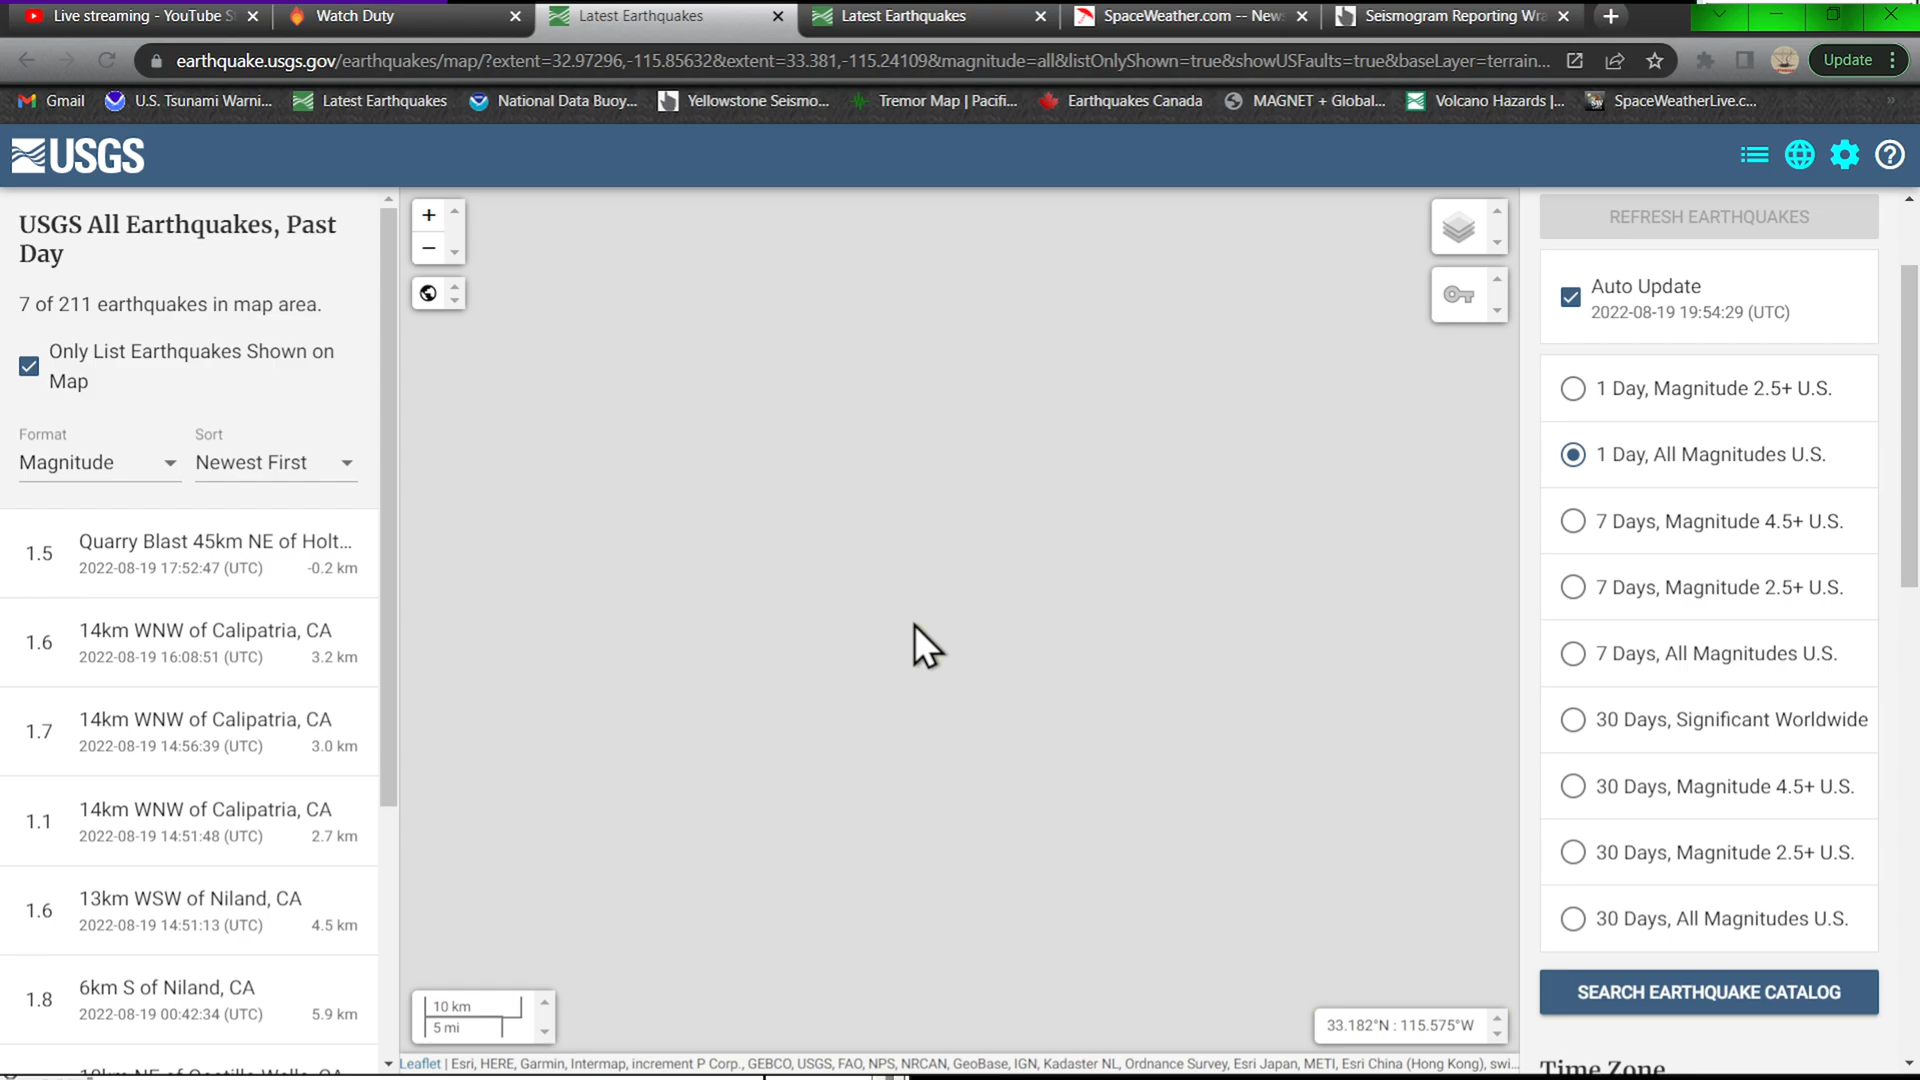 Live streaming - YouTube S
Watch Duty
Latest Earthquakes
Latest Earthquakes
SpaceWeather.com -- New
Seismogram Reporting Wr
earthquake.usgs.gov/earthquakes/map/?extent=32.97296,-115.85632&extent=33.381,-115.24109&magnitude=all&listOnlyShown=true&showUSFaults=true&baseLayer=terrain...
Update
Gmail
U.S. Tsunami Warni...
Latest Earthquakes
National Data Buoy...
Yellowstone Seismo...
Tremor Map | Pacifi...
Earthquakes Canada
MAGNET + Global...
Volcano Hazards |...
SpaceWeatherLive.c...
»
USGS
USGS All Earthquakes, Past
Day
7 of 211 earthquakes in map area.
Only List Earthquakes Shown on
Map
Format
Sort
Magnitude
Newest First
1.5
Quarry Blast 45km NE of Holt...
2022-08-19 17:52:47 (UTC)
-0.2 km
1.6
14km WNW of Calipatria, CA
2022-08-19 16:08:51 (UTC)
3.2 km
1.7
14km WNW of Calipatria, CA
2022-08-19 14:56:39 (UTC)
3.0 km
1.1
14km WNW of Calipatria, CA
2022-08-19 14:51:48 (UTC)
2.7 km
1.6
13km WSW of Niland, CA
2022-08-19 14:51:13 (UTC)
4.5 km
1.8
6km S of Niland, CA
2022-08-19 00:42:34 (UTC)
5.9 km
+
−
10 km
5 mi
33.182°N : 115.575°W
Leaflet | Esri, HERE, Garmin, Intermap, increment P Corp., GEBCO, USGS, FAO, NPS, NRCAN, GeoBase, IGN, Kadaster NL, Ordnance Survey, Esri Japan, METI, Esri China (Hong Kong), swi...
REFRESH EARTHQUAKES
Auto Update
2022-08-19 19:54:29 (UTC)
1 Day, Magnitude 2.5+ U.S.
1 Day, All Magnitudes U.S.
7 Days, Magnitude 4.5+ U.S.
7 Days, Magnitude 2.5+ U.S.
7 Days, All Magnitudes U.S.
30 Days, Significant Worldwide
30 Days, Magnitude 4.5+ U.S.
30 Days, Magnitude 2.5+ U.S.
30 Days, All Magnitudes U.S.
SEARCH EARTHQUAKE CATALOG
Time Zone